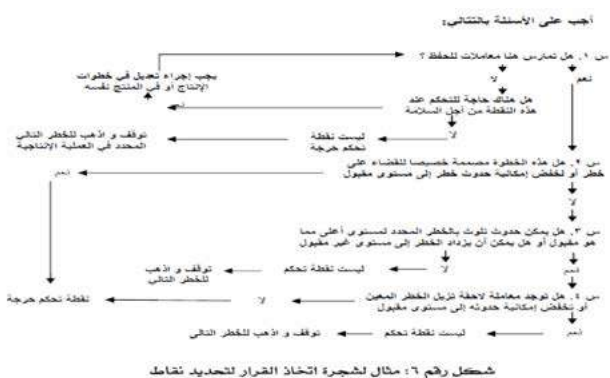 أجب على الأسئلة بالتتالي:
س ١. هل تمارس هنا معاملات للحفظ ؟
نعم
لا
يجب إجراء تعديل في خطوات
الإنتاج أو في المنتج نفسه
هل هناك حاجة للتحكم عند
هذه النقطة من أجل السلامة
نعم
لا
ليست نقطة
تحكم حرجة
توقف و اذهب للخطر التالي
المحدد في العملية الإنتاجية
س ٢. هل هذه الخطوة مصممة خصيصا للقضاء على
خطر أو لخفض إمكانية حدوث خطر إلى مستوى مقبول
نعم
لا
س ٣. هل يمكن حدوث تلوث بالخطر المحدد لمستوى أعلى مما
هو مقبول أو هل يمكن أن يزداد الخطر إلى مستوى غير مقبول
نعم
لا
ليست نقطة تحكم
توقف و اذهب
للخطر التالي
س ٤. هل توجد معاملة لاحقة تزيل الخطر المعين
أو تخفض إمكانية حدوثه إلى مستوى مقبول
لا
نقطة تحكم حرجة
نعم
ليست نقطة تحكم
توقف و اذهب للخطر التالي
شكل رقم ٦: مثال لشجرة اتخاذ القرار لتحديد نقاط